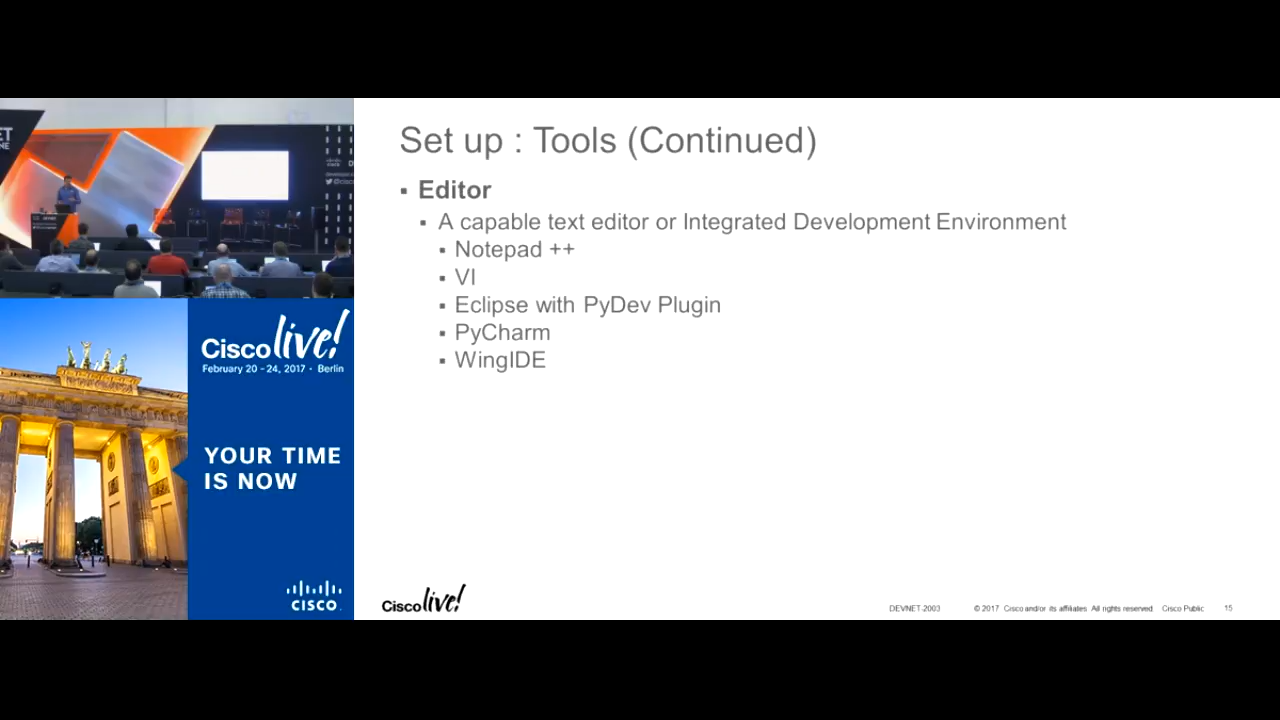 Set up : Tools (Continued)
▪ Editor
▪ A capable text editor or Integrated Development Environment
▪ Notepad ++
▪ VI
▪ Eclipse with PyDev Plugin
▪ PyCharm
▪ WingIDE
Cisco live!
February 20 - 24, 2017 • Berlin
YOUR TIME
IS NOW
CISCO
Cisco live!
DEVNET-2003 © 2017 Cisco and/or its affiliates All rights reserved Cisco Public 15